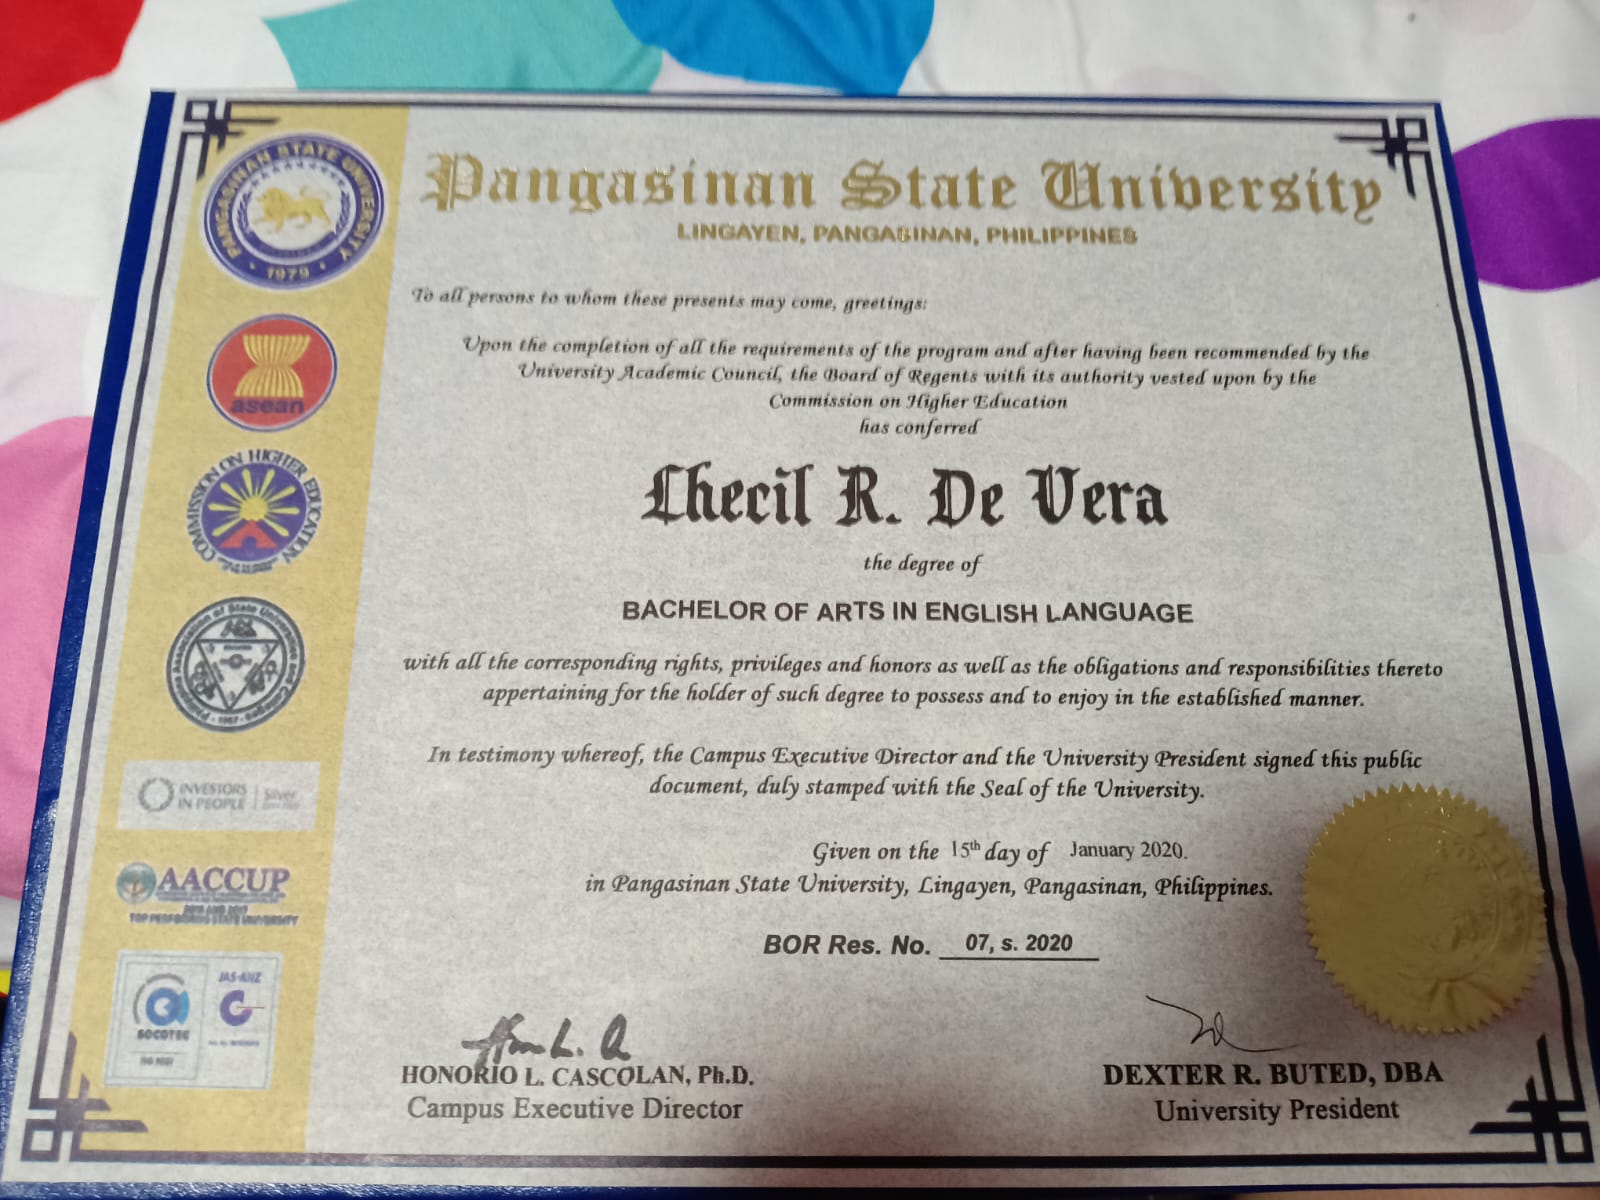 Pangasinan State University
LINGAYEN, PANGASINAN, PHILIPPINES
To all persons to whom these presents may come, greetings:
Upon the completion of all the requirements of the program and after having been recommended by the
University Academic Council, the Board of Regents with its authority vested upon by the
Commission on Higher Education
has conferred
Lhecil R. De Vera
the degree of
BACHELOR OF ARTS IN ENGLISH LANGUAGE
with all the corresponding rights, privileges and honors as well as the obligations and responsibilities thereto
appertaining for the holder of such degree to possess and to enjoy in the established manner.
In testimony whereof, the Campus Executive Director and the University President signed this public
document, duly stamped with the Seal of the University.
Given on the 15th day of January 2020.
in Pangasinan State University, Lingayen, Pangasinan, Philippines.
BOR Res. No. 07, s. 2020
HONORIO L. CASCOLAN, Ph.D.
Campus Executive Director
DEXTER R. BUTED, DBA
University President
PANGASINAN STATE UNIVERSITY
1979
asean
COMMISSION ON HIGHER EDUCATION
INVESTORS
IN PEOPLE
Silver
AACCUP
TOP PERFORMING STATE UNIVERSITY
SOCOTEC
JAS-ANZ